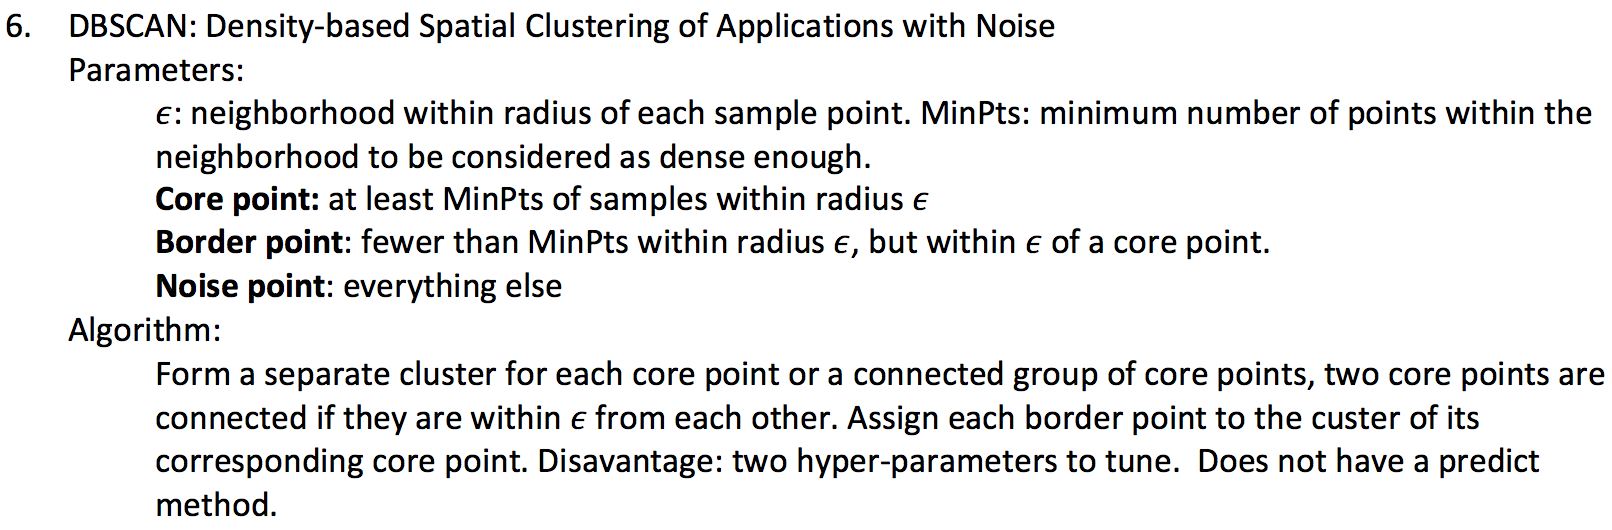 6. DBSCAN: Density-based Spatial Clustering of Applications with Noise
Parameters:
ϵ: neighborhood within radius of each sample point. MinPts: minimum number of points within the
neighborhood to be considered as dense enough.
Core point: at least MinPts of samples within radius ϵ
Border point: fewer than MinPts within radius ϵ, but within ϵ of a core point.
Noise point: everything else
Algorithm:
Form a separate cluster for each core point or a connected group of core points, two core points are
connected if they are within ϵ from each other. Assign each border point to the custer of its
corresponding core point. Disavantage: two hyper-parameters to tune.  Does not have a predict
method.